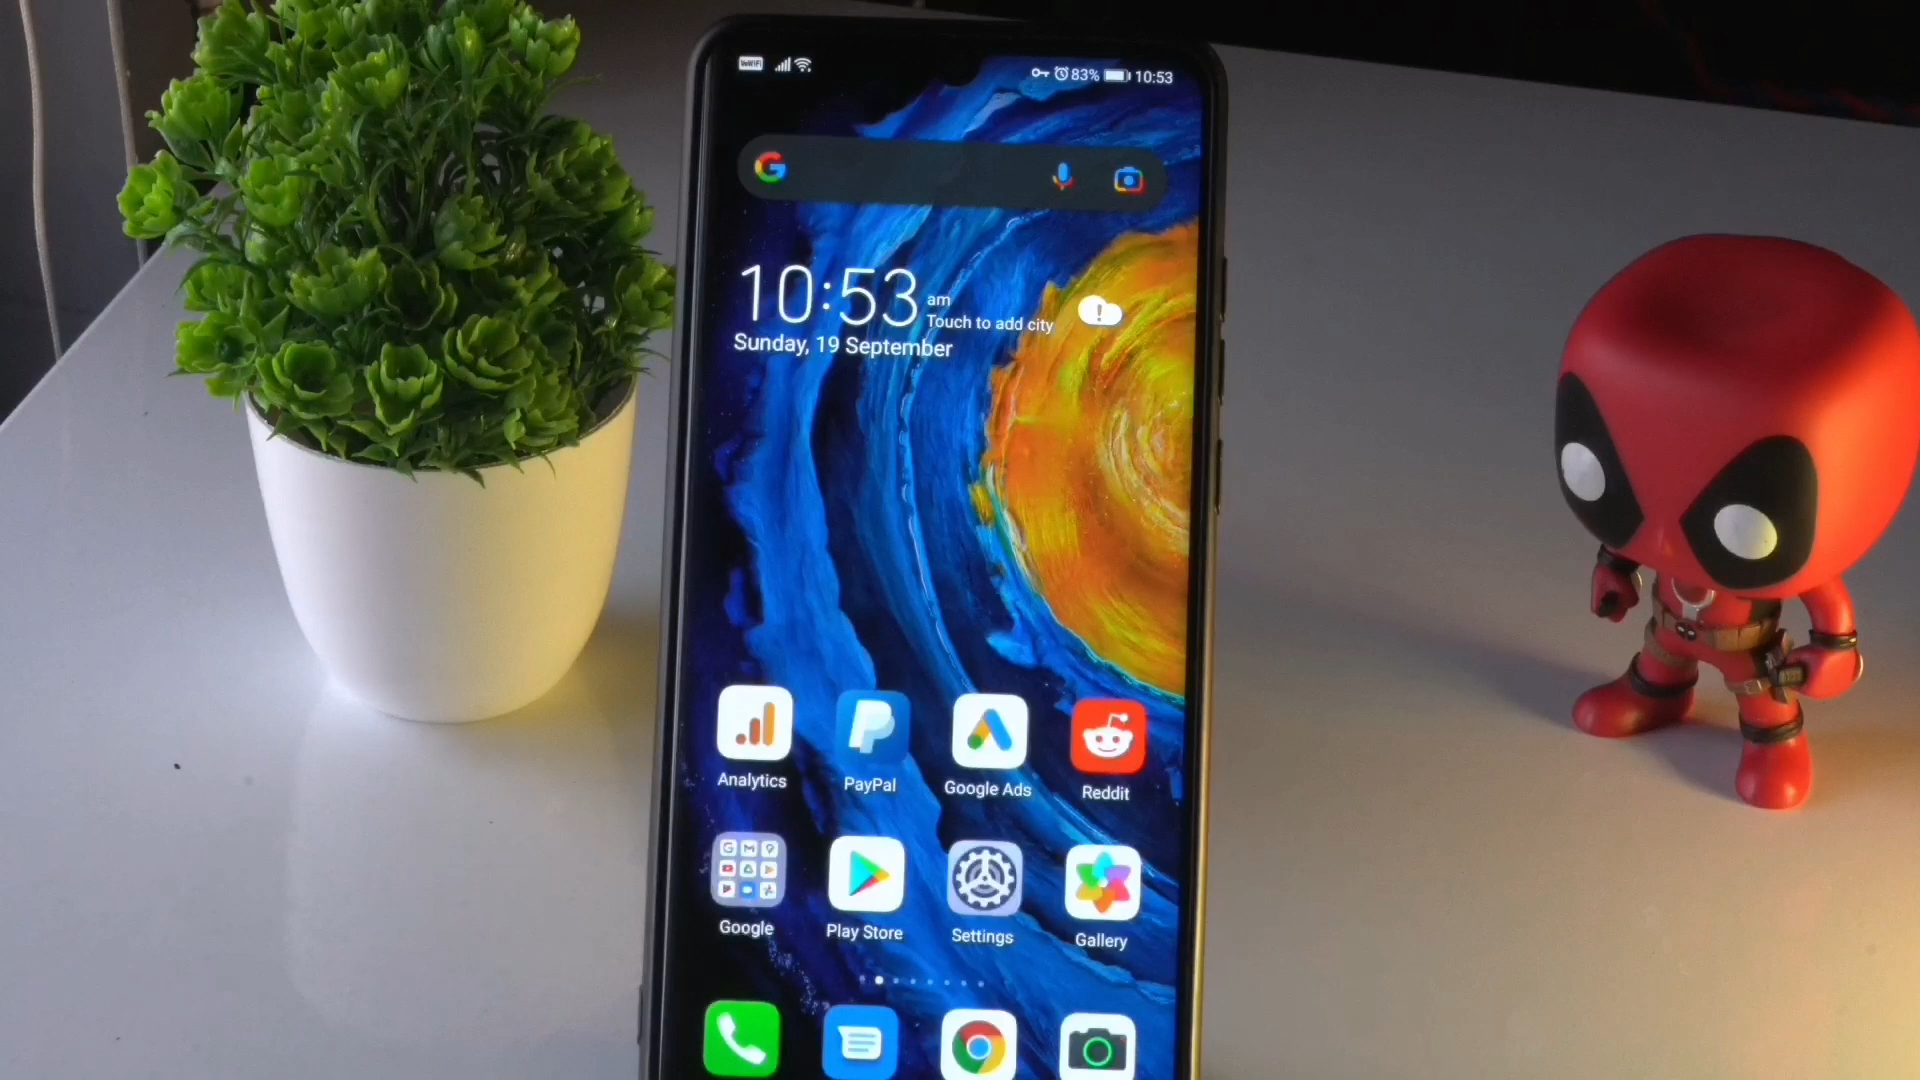 VoWiFi 83% 10:53
G
10:53 am
Touch to add city
Sunday, 19 September
Analytics PayPal Google Ads Reddit
Google Play Store Settings Gallery